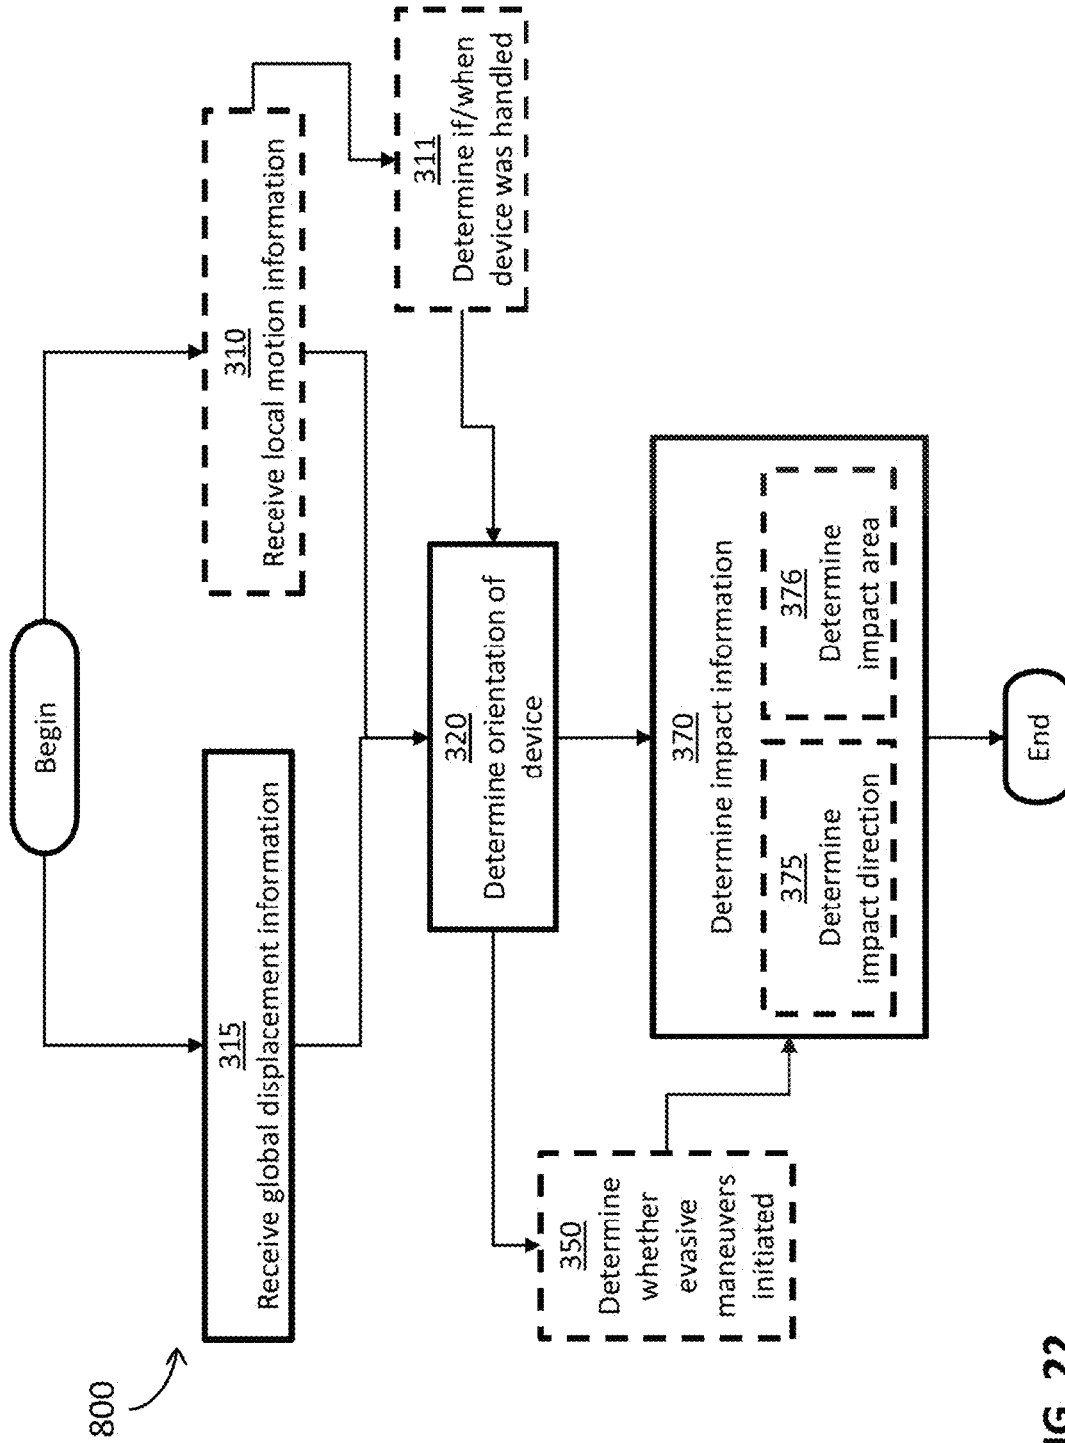 800
Begin
315
Receive global displacement information
310
Receive local motion information
311
Determine if/when
device was handled
320
Determine orientation of
device
350
Determine
whether
evasive
maneuvers
initiated
370
Determine impact information
375
Determine
impact direction
376
Determine
impact area
End
IG. 22